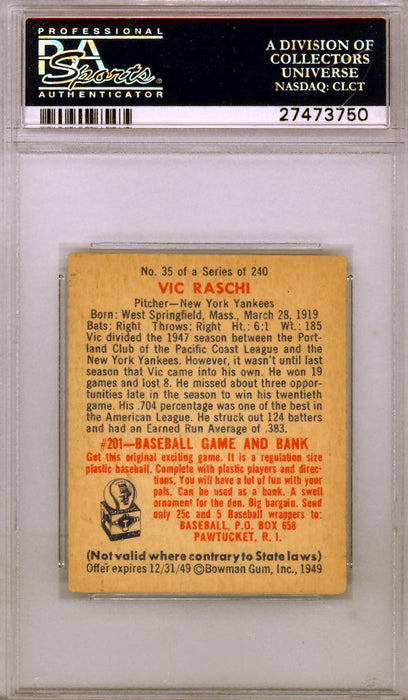 PROFESSIONAL
PSA
Sports
AUTHENTICATOR
A DIVISION OF
COLLECTORS
UNIVERSE
NASDAQ: CLCT
27473750
No. 35 of a Series of 240
VIC RASCHI
Pitcher—New York Yankees
Born: West Springfield, Mass., March 28, 1919
Bats: Right Throws: Right Ht.: 6:1 Wt.: 185
Vic divided the 1947 season between the Port-
land Club of the Pacific Coast League and the
New York Yankees. However, it wasn't until last
season that Vic came into his own. He won 19
games and lost 8. He missed about three oppor-
tunities late in the season to win his twentieth
game. His .704 percentage was one of the best in
the American League. He struck out 124 batters
and had an Earned Run Average of .383.
#201—BASEBALL GAME AND BANK
Get this original exciting game. It is a regulation size
plastic baseball. Complete with plastic players and direc-
tions. You will have a lot of fun with your
pals. Can be used as a bank. A swell
ornament for the den. Big bargain. Send
only 25c and 5 Baseball wrappers to:
BASEBALL, P.O. BOX 658
PAWTUCKET, R. I.
(Not valid where contrary to State laws)
Offer expires 12/31/49 ©Bowman Gum, Inc., 1949